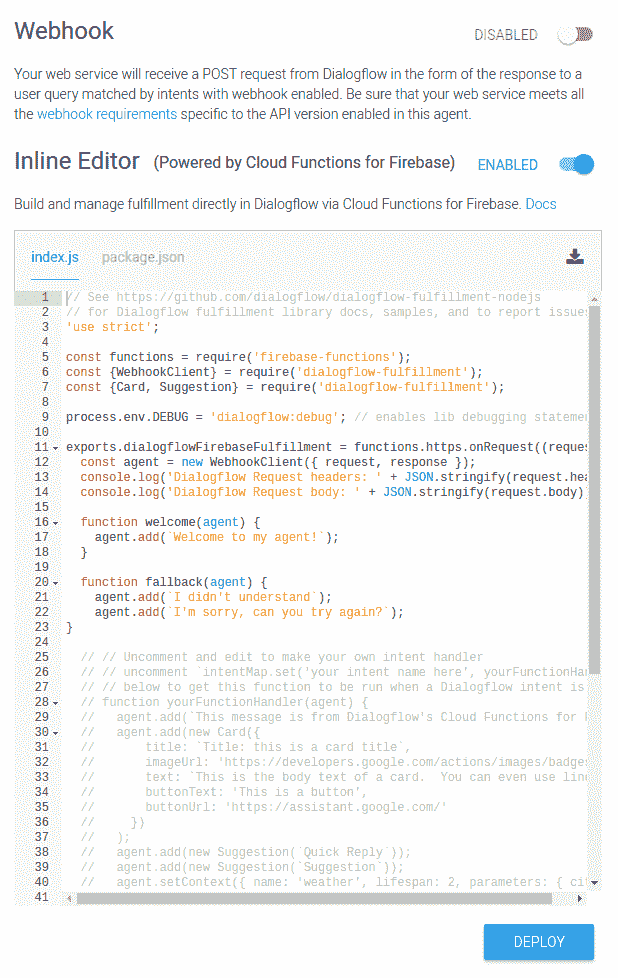 Webhook
DISABLED
Your web service will receive a POST request from Dialogflow in the form of the response to a
user query matched by intents with webhook enabled. Be sure that your web service meets all
the webhook requirements specific to the API version enabled in this agent.
Inline Editor (Powered by Cloud Functions for Firebase) ENABLED
Build and manage fulfillment directly in Dialogflow via Cloud Functions for Firebase. Docs
index.js package.json
1 // See https://github.com/dialogflow/dialogflow-fulfillment-nodejs
2 // for Dialogflow fulfillment library docs, samples, and to report issues
3 'use strict';
4
5 const functions = require('firebase-functions');
6 const {WebhookClient} = require('dialogflow-fulfillment');
7 const {Card, Suggestion} = require('dialogflow-fulfillment');
8
9 process.env.DEBUG = 'dialogflow:debug'; // enables lib debugging statemen
10
11 exports.dialogflowFirebaseFulfillment = functions.https.onRequest((reques
12 const agent = new WebhookClient({ request, response });
13 console.log('Dialogflow Request headers: ' + JSON.stringify(request.hea
14 console.log('Dialogflow Request body: ' + JSON.stringify(request.body)
15
16 function welcome(agent) {
17 agent.add(`Welcome to my agent!`);
18 }
19
20 function fallback(agent) {
21 agent.add(`I didn't understand`);
22 agent.add(`I'm sorry, can you try again?`);
23 }
24
25 // // Uncomment and edit to make your own intent handler
26 // // uncomment `intentMap.set('your intent name here', yourFunctionHan
27 // // below to get this function to be run when a Dialogflow intent is
28 // function yourFunctionHandler(agent) {
29 // agent.add(`This message is from Dialogflow's Cloud Functions for F
30 // agent.add(new Card({
31 // title: `Title: this is a card title`,
32 // imageUrl: 'https://developers.google.com/actions/images/badges
33 // text: `This is the body text of a card. You can even use line
34 // buttonText: 'This is a button',
35 // buttonUrl: 'https://assistant.google.com/'
36 // })
37 // );
38 // agent.add(new Suggestion(`Quick Reply`));
39 // agent.add(new Suggestion(`Suggestion`));
40 // agent.setContext({ name: 'weather', lifespan: 2, parameters: { cit
41
DEPLOY